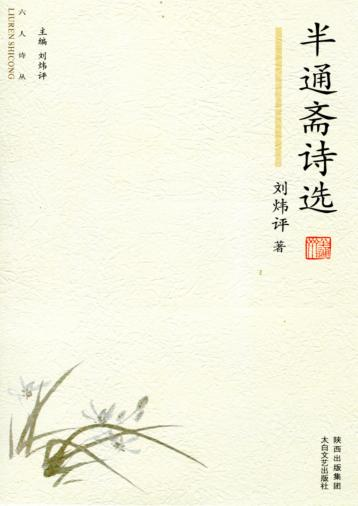 半通斋诗选
刘炜评 著
主编 刘炜评
六人诗丛
LIUREN SHICONG
陕西出版集团
太白文艺出版社